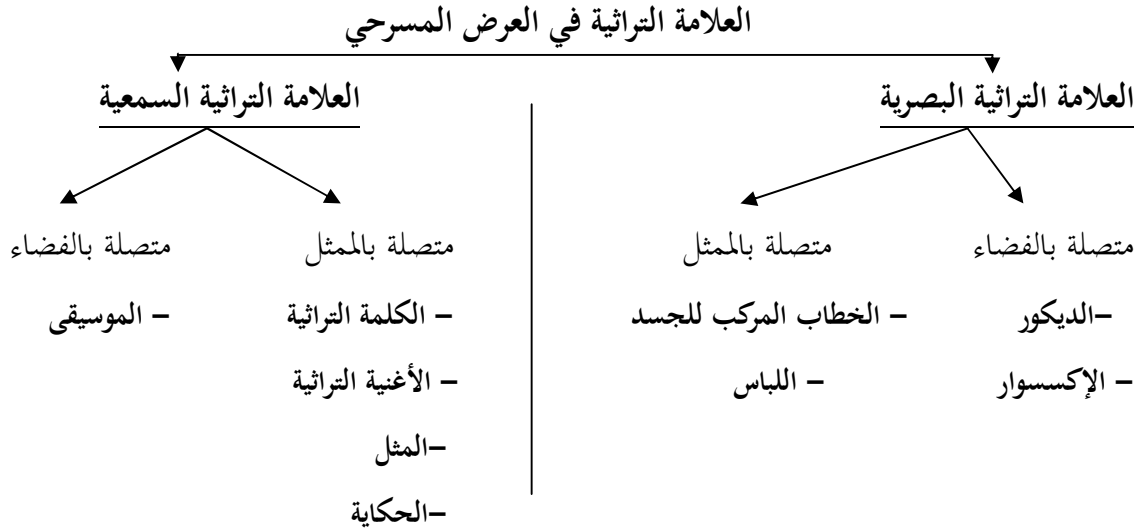 العلامة التراثية في العرض المسرحي
العلامة التراثية البصرية
متصلة بالفضاء
–الديكور
– الإكسسوار
متصلة بالممثل
– الخطاب المركب للجسد
– اللباس
العلامة التراثية السمعية
متصلة بالممثل
– الكلمة التراثية
– الأغنية التراثية
–المثل
–الحكاية
متصلة بالفضاء
– الموسيقى